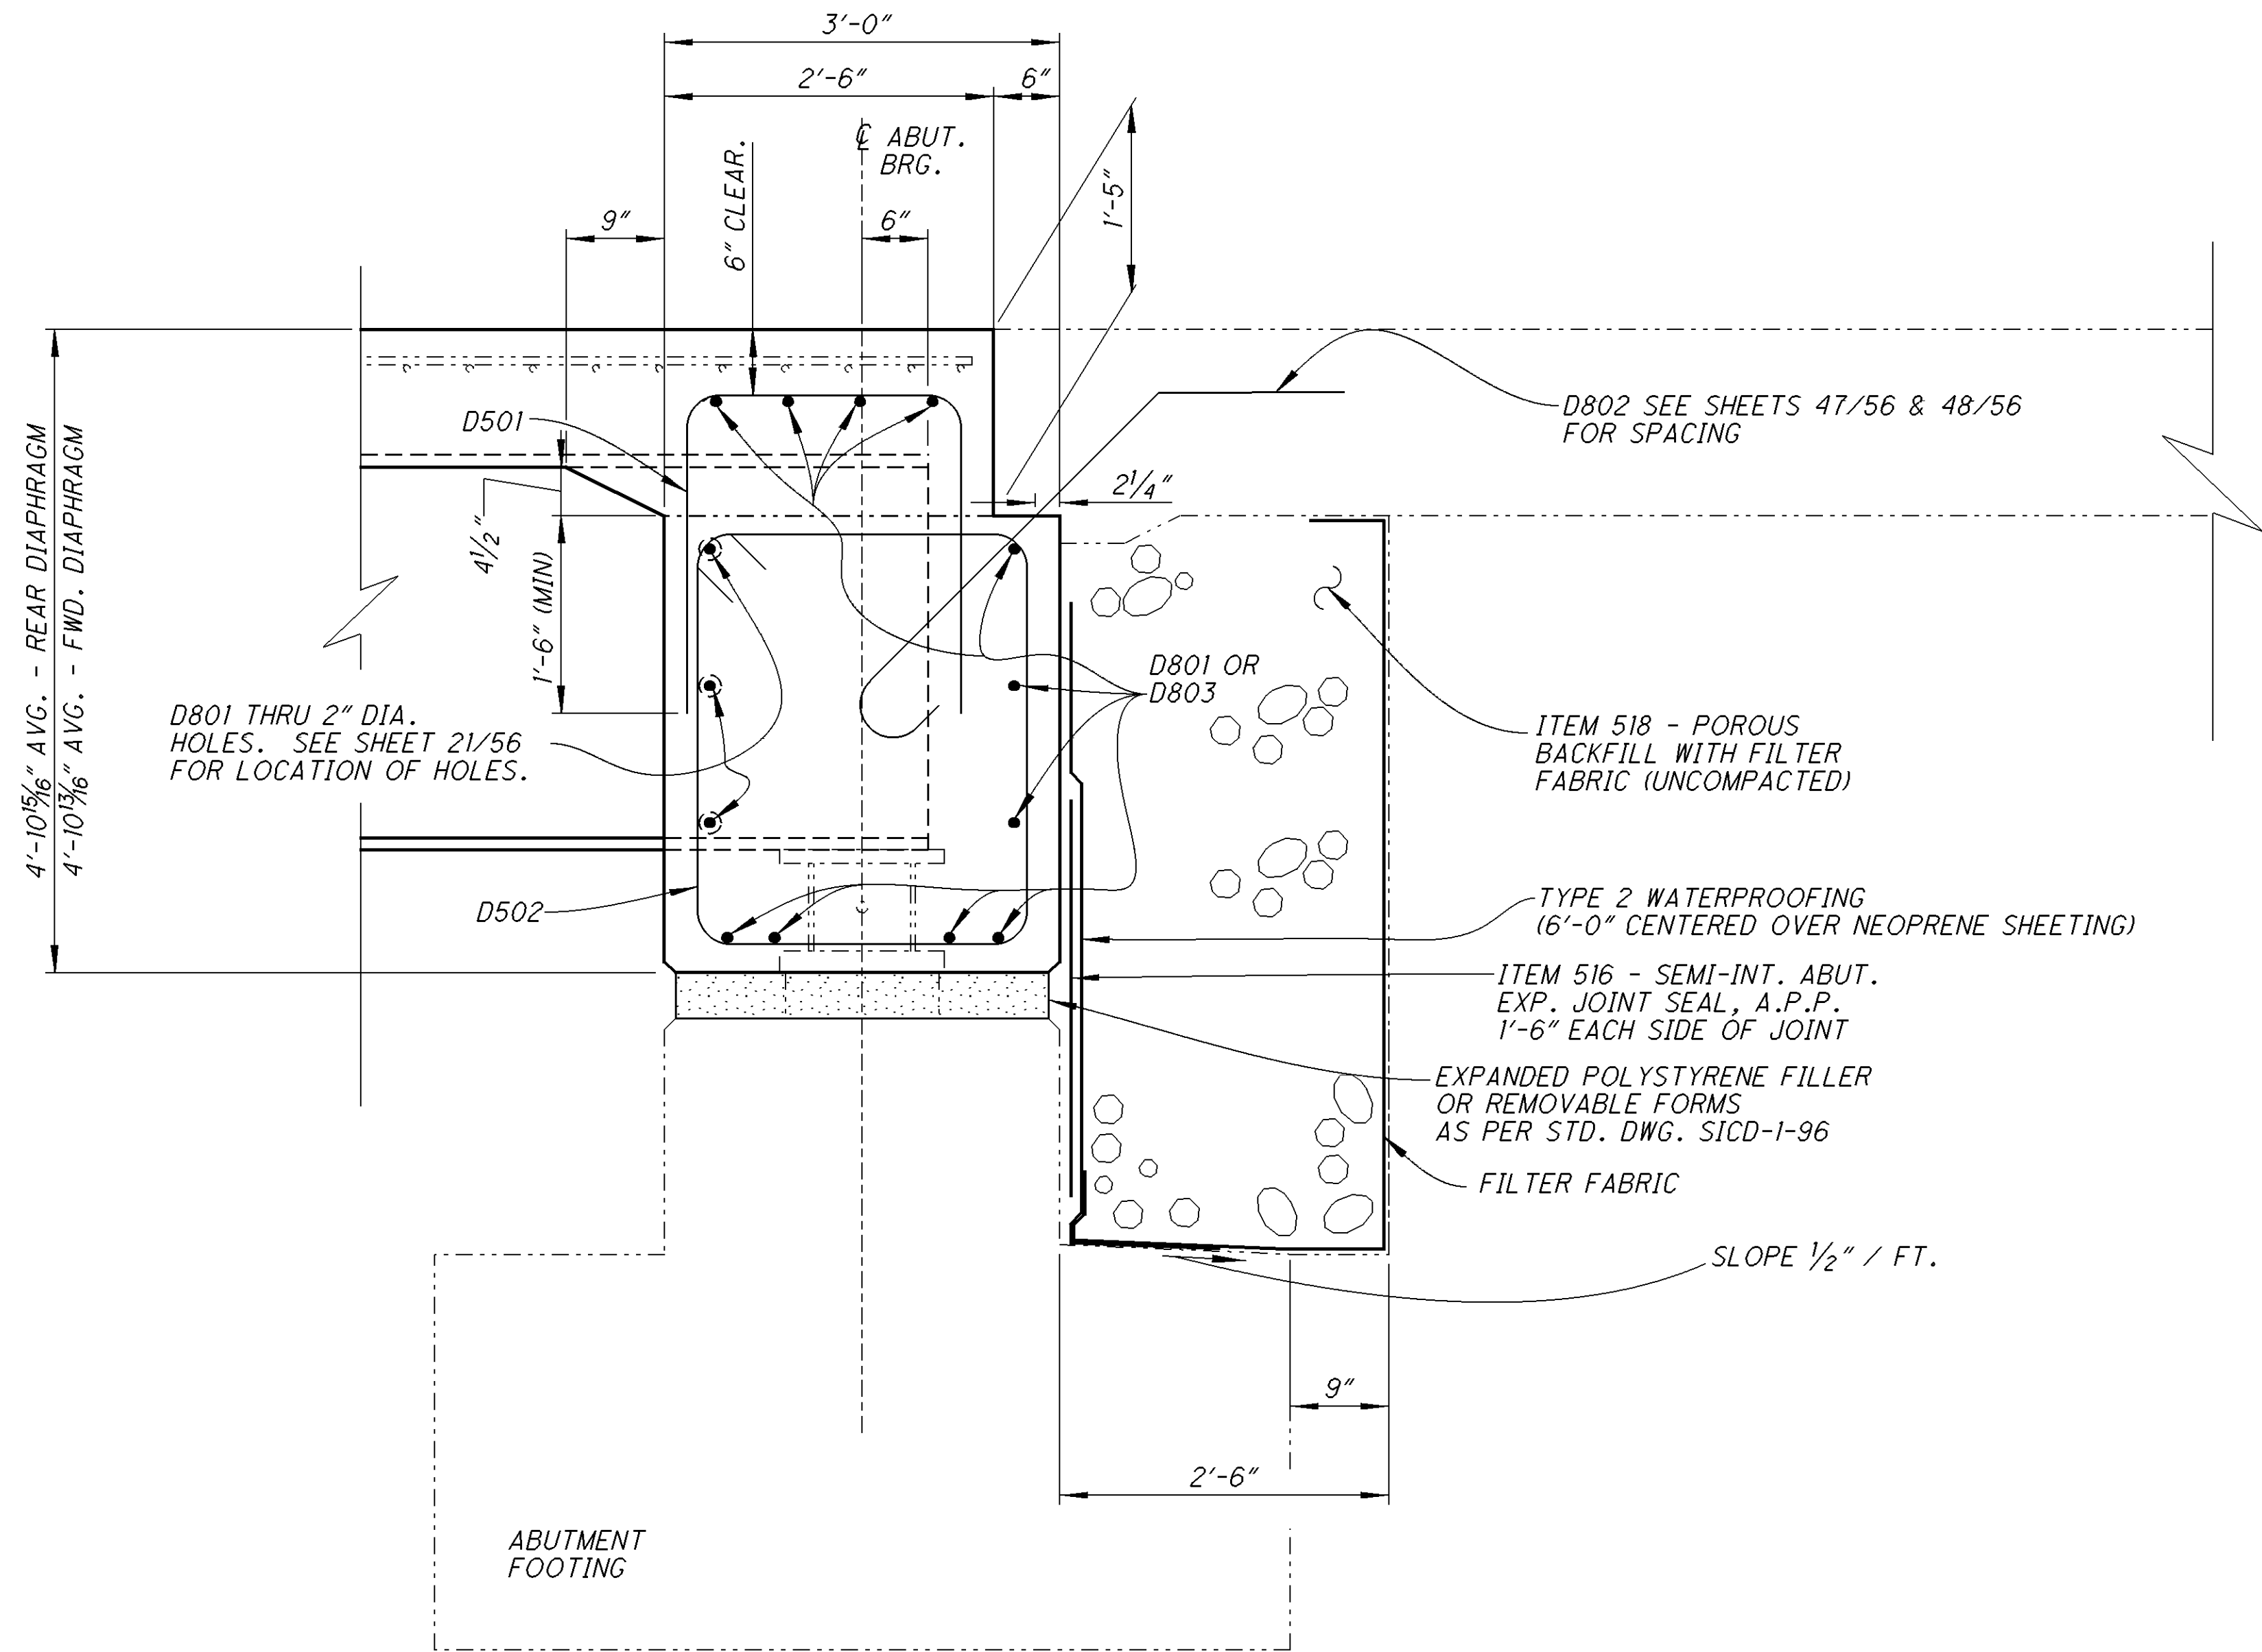 3'-0"
2'-6"
6"
℄ ABUT.
BRG.
6" CLEAR.
1'-5"
9"
6"
D501
D802 SEE SHEETS 47/56 & 48/56
FOR SPACING
2 1/4"
4 1/2"
1'-6" (MIN)
4'-10 15/16" AVG. - REAR DIAPHRAGM
4'-10 13/16" AVG. - FWD. DIAPHRAGM
D801 OR
D803
D801 THRU 2" DIA.
HOLES. SEE SHEET 21/56
FOR LOCATION OF HOLES.
ITEM 518 - POROUS
BACKFILL WITH FILTER
FABRIC (UNCOMPACTED)
D502
TYPE 2 WATERPROOFING
(6'-0" CENTERED OVER NEOPRENE SHEETING)
ITEM 516 - SEMI-INT. ABUT.
EXP. JOINT SEAL, A.P.P.
1'-6" EACH SIDE OF JOINT
EXPANDED POLYSTYRENE FILLER
OR REMOVABLE FORMS
AS PER STD. DWG. SICD-1-96
FILTER FABRIC
SLOPE 1/2" / FT.
9"
2'-6"
ABUTMENT
FOOTING